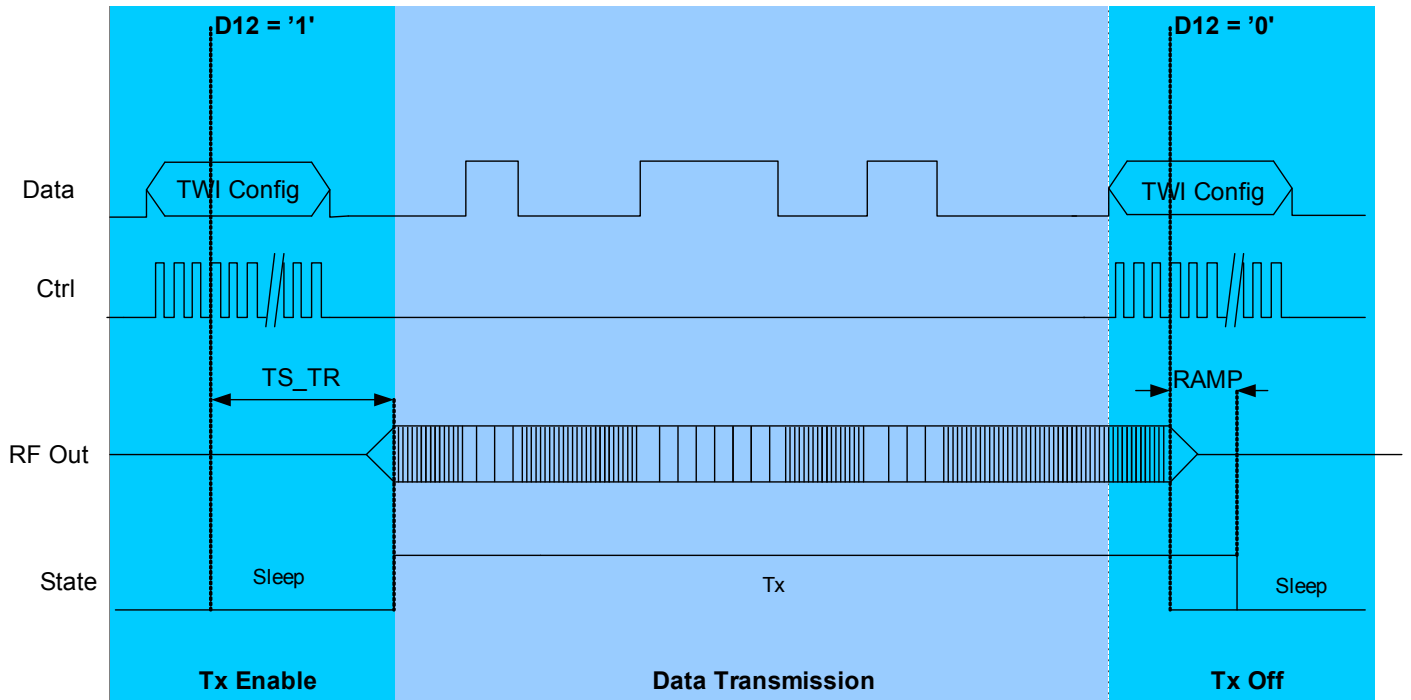 D12 = ’1'
D12 = ’0'
Data
TWI Config
TWI Config
Ctrl
TS_TR
RAMP
RF Out
State
Sleep
Tx
Sleep
Tx Enable
Data Transmission
Tx Off